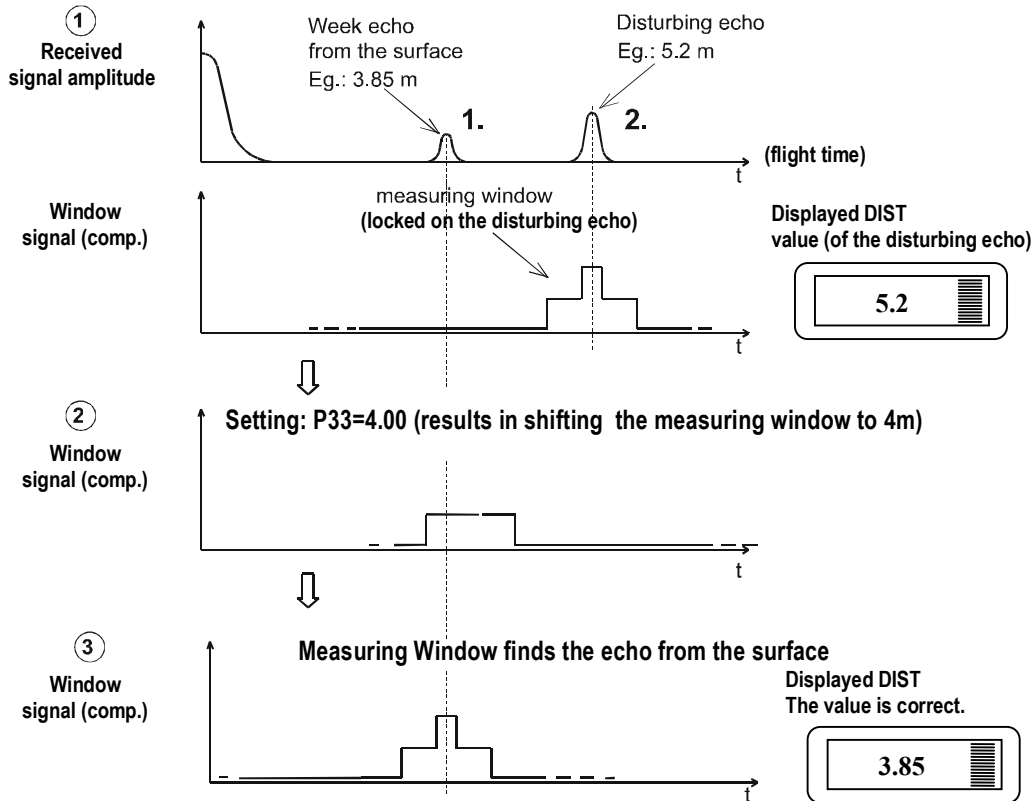 1
Received
signal amplitude
Week echo
from the surface
Eg.: 3.85 m
Disturbing echo
Eg.: 5.2 m
1.
2.
(flight time)
t
Window
signal (comp.)
measuring window
(locked on the disturbing echo)
Displayed DIST
value (of the disturbing echo)
5.2
t
2
Window
signal (comp.)
Setting: P33=4.00 (results in shifting the measuring window to 4m)
t
3
Window
signal (comp.)
Measuring Window finds the echo from the surface
Displayed DIST
The value is correct.
3.85
t